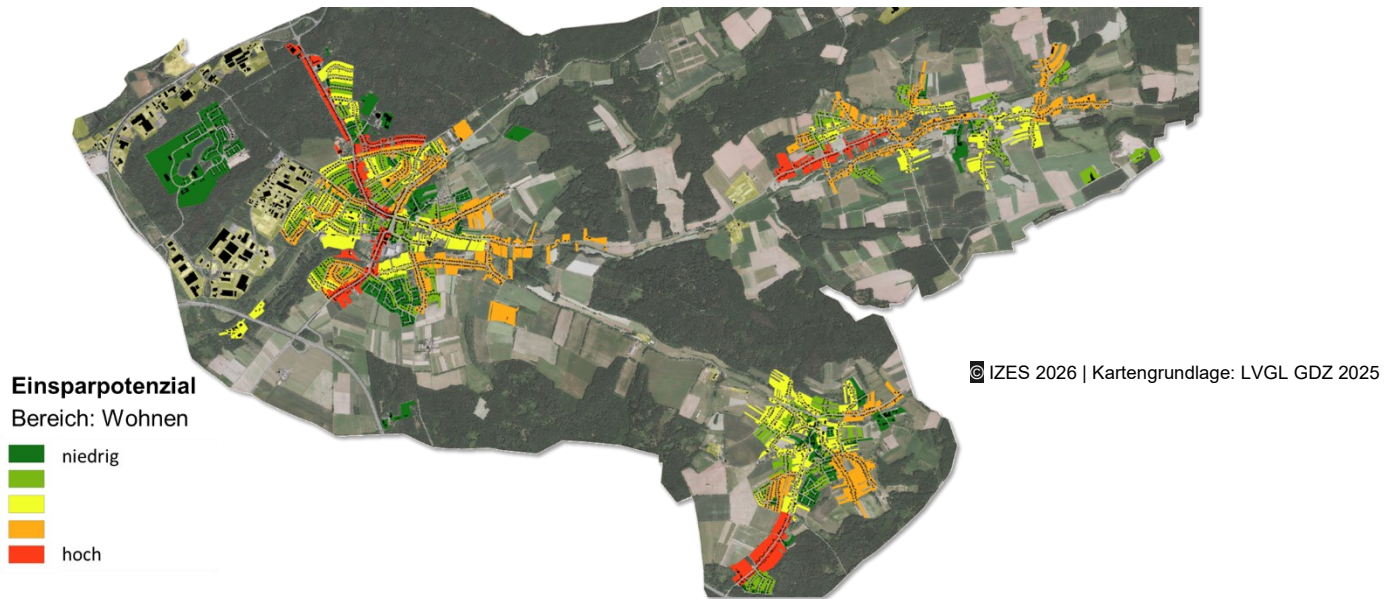 © IZES 2026 | Kartengrundlage: LVGL GDZ 2025
Einsparpotenzial
Bereich: Wohnen
niedrig
hoch